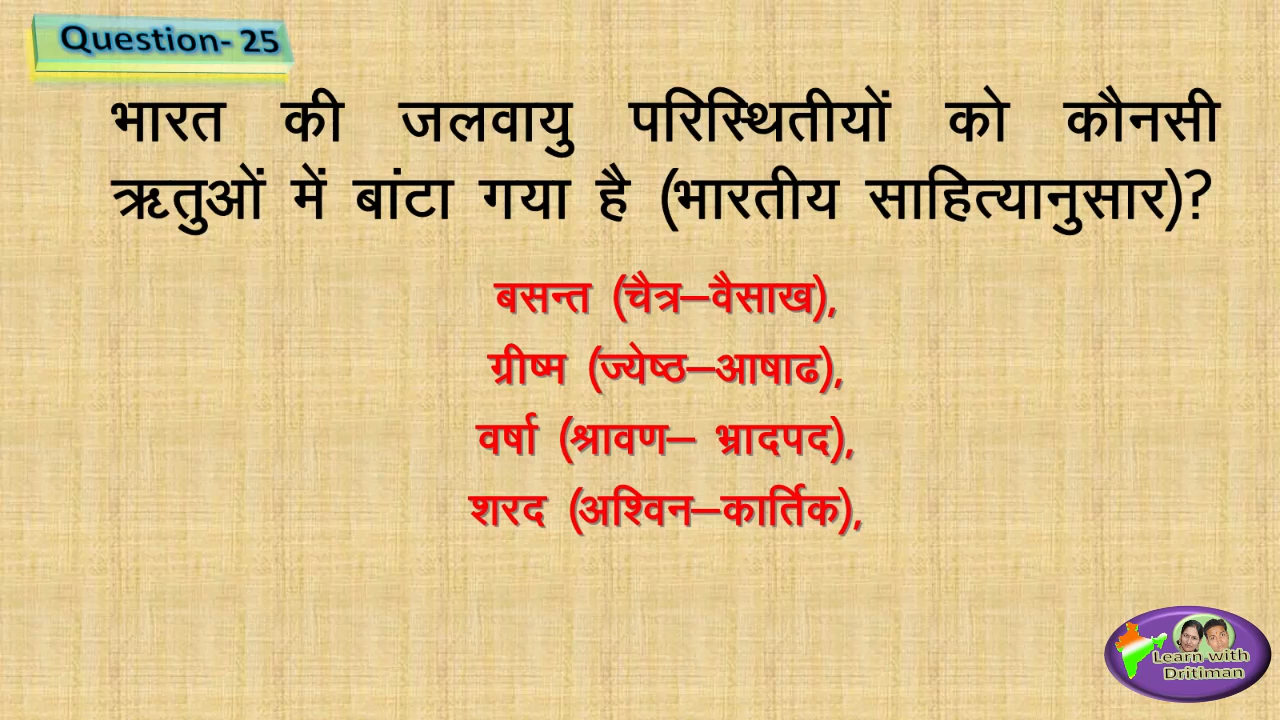 Question- 25
भारत की जलवायु परिस्थितीयों को कौनसी
ऋतुओं में बांटा गया है (भारतीय साहित्यानुसार)?
बसन्त (चैत्र–वैसाख),
ग्रीष्म (ज्येष्ठ–आषाढ),
वर्षा (श्रावण– भ्रादपद),
शरद (अश्विन–कार्तिक),
Learn with
Dritiman